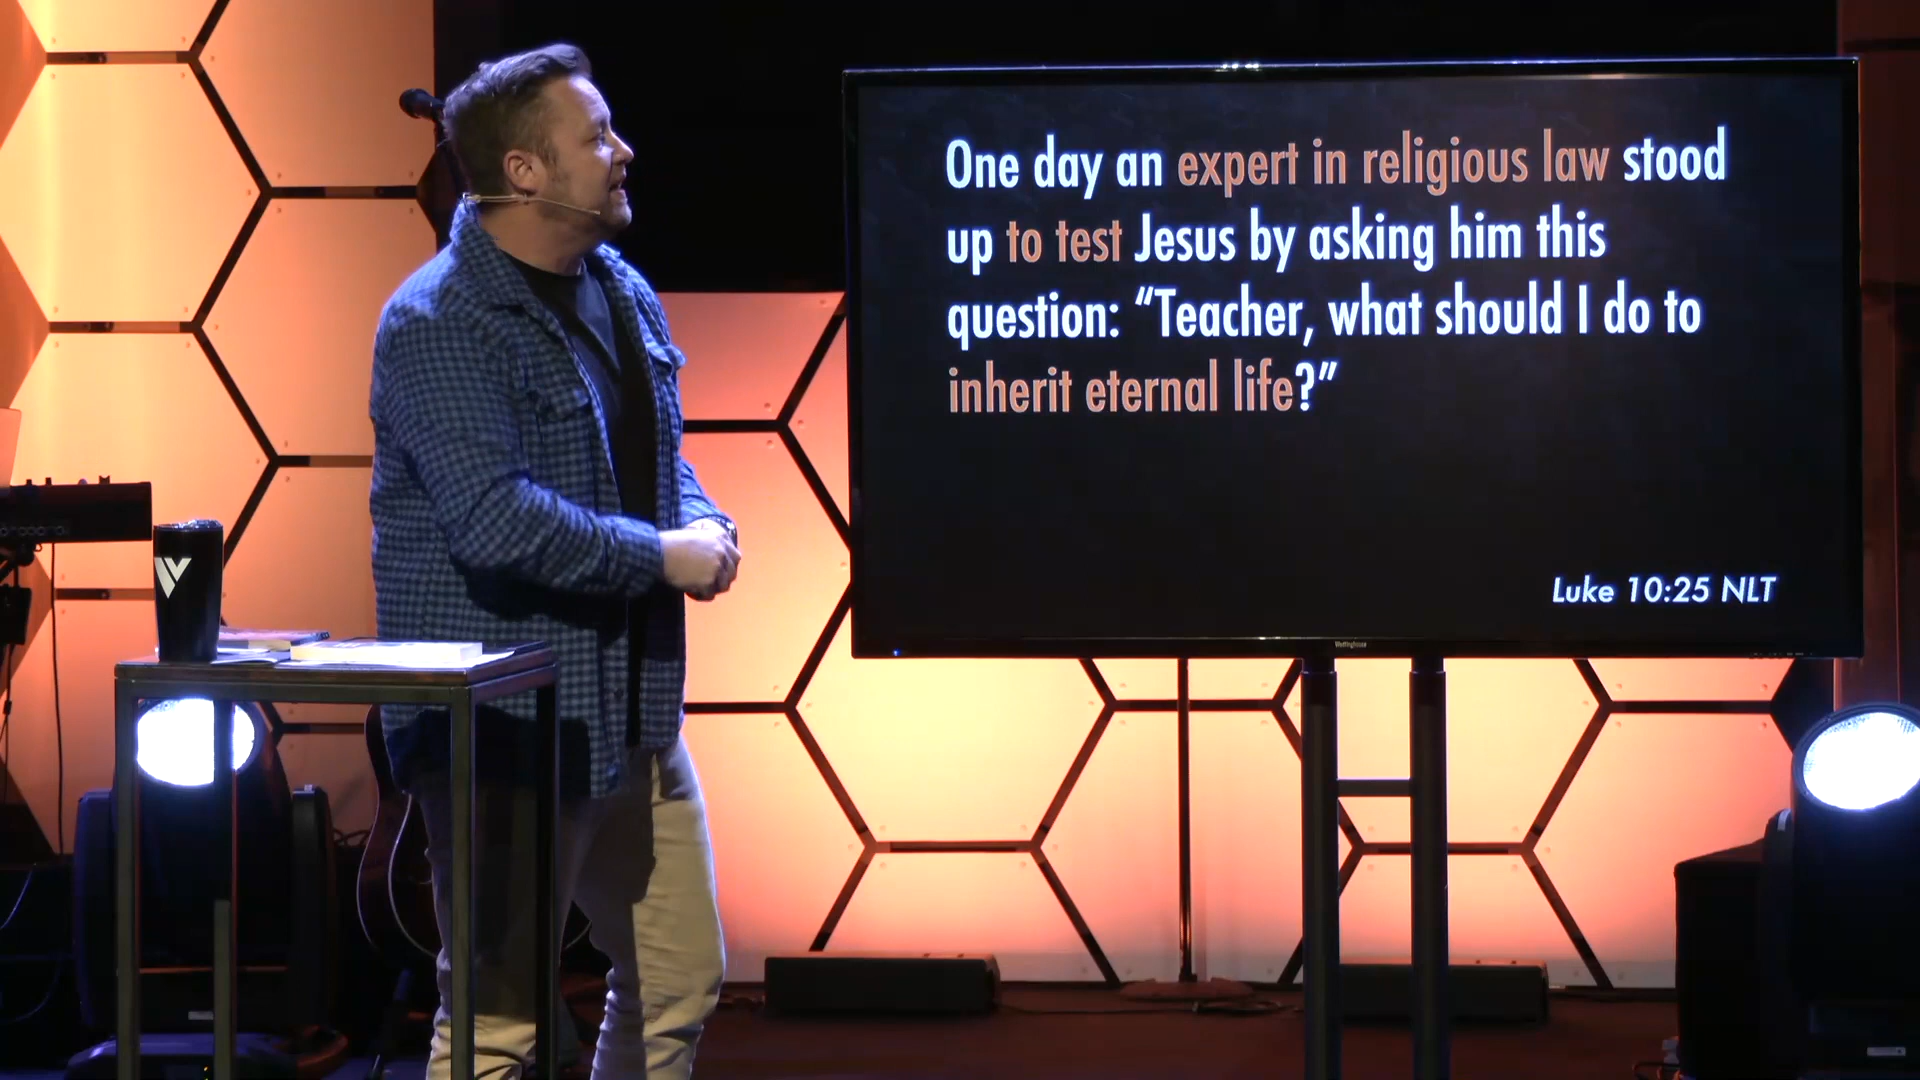 One day an expert in religious law stood
up to test Jesus by asking him this
question: “Teacher, what should I do to
inherit eternal life?”
Luke 10:25 NLT
Westinghouse